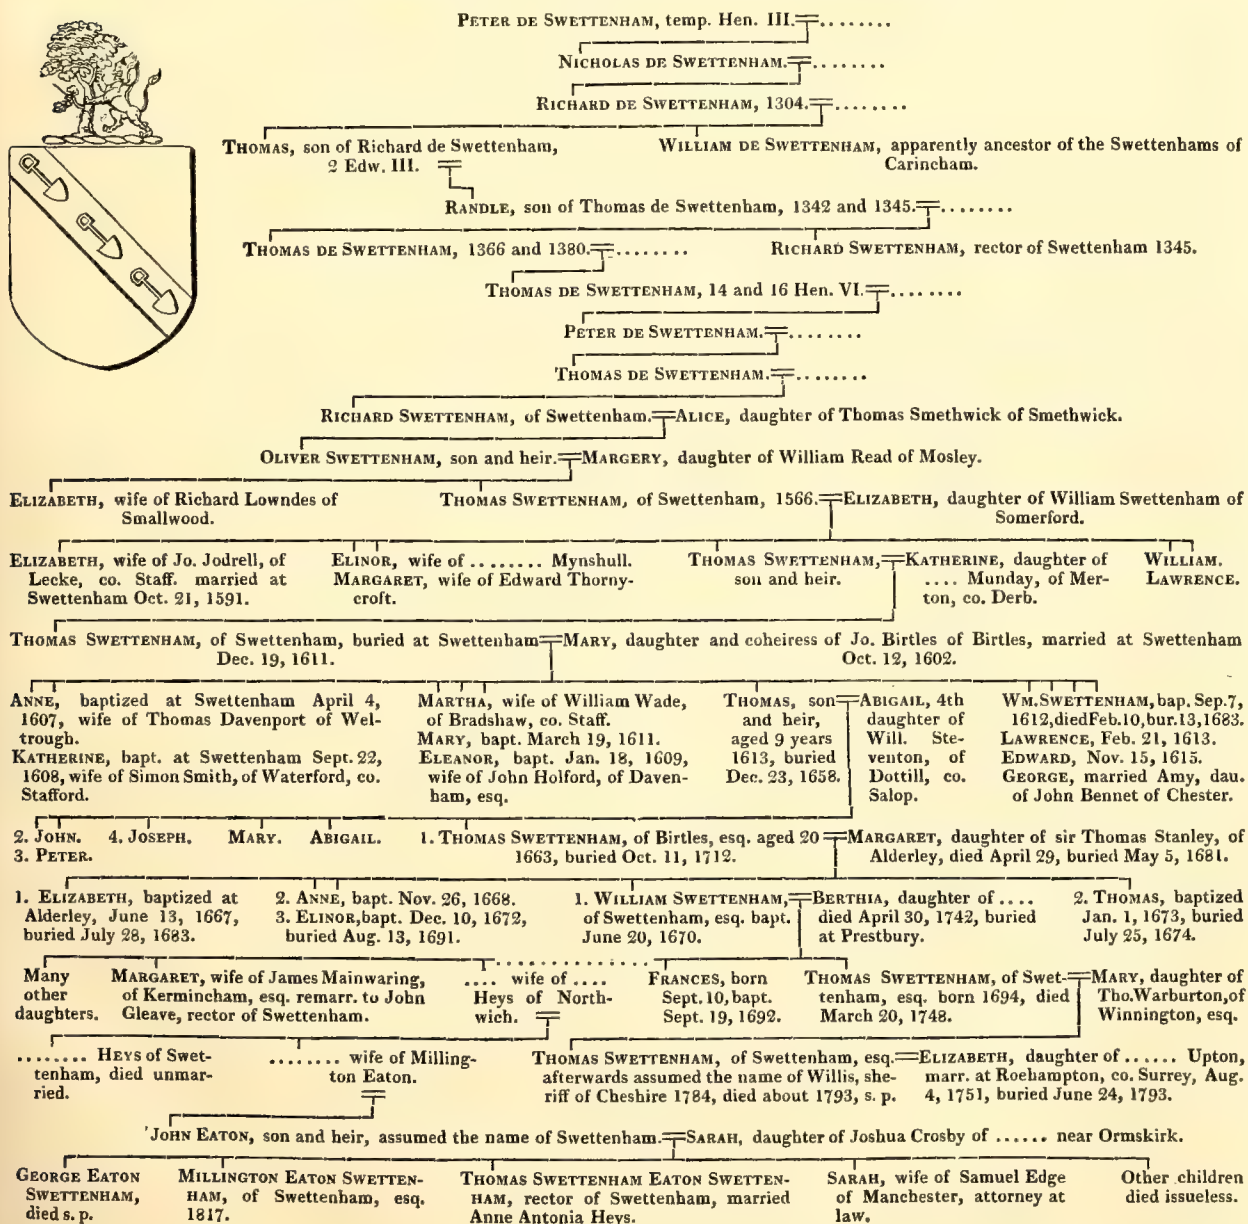 PETER DE SWETTENHAM, temp. Hen. III.=........
NICHOLAS DE SWETTENHAM.=........
RICHARD DE SWETTENHAM, 1304.=........
THOMAS, son of Richard de Swettenham,
2 Edw. III. =
WILLIAM DE SWETTENHAM, apparently ancestor of the Swettenhams of
Carincham.
RANDLE, son of Thomas de Swettenham, 1342 and 1345.=........
THOMAS DE SWETTENHAM, 1366 and 1380.=........
RICHARD SWETTENHAM, rector of Swettenham 1345.
THOMAS DE SWETTENHAM, 14 and 16 Hen. VI.=........
PETER DE SWETTENHAM.=........
THOMAS DE SWETTENHAM.=........
RICHARD SWETTENHAM, of Swettenham.=ALICE, daughter of Thomas Smethwick of Smethwick.
OLIVER SWETTENHAM, son and heir.=MARGERY, daughter of William Read of Mosley.
ELIZABETH, wife of Richard Lowndes of
Smallwood.
THOMAS SWETTENHAM, of Swettenham, 1566.=ELIZABETH, daughter of William Swettenham of
Somerford.
ELIZABETH, wife of Jo. Jodrell, of
Lecke, co. Staff. married at
Swettenham Oct. 21, 1591.
ELINOR, wife of ........ Mynshull.
MARGARET, wife of Edward Thorny-
croft.
THOMAS SWETTENHAM,=
son and heir.
KATHERINE, daughter of
.... Munday, of Mer-
ton, co. Derb.
WILLIAM.
LAWRENCE.
THOMAS SWETTENHAM, of Swettenham, buried at Swettenham=
Dec. 19, 1611.
MARY, daughter and coheiress of Jo. Birtles of Birtles, married at Swettenham
Oct. 12, 1602.
ANNE, baptized at Swettenham April 4,
1607, wife of Thomas Davenport of Wel-
trough.
KATHERINE, bapt. at Swettenham Sept. 22,
1608, wife of Simon Smith, of Waterford, co.
Stafford.
MARTHA, wife of William Wade,
of Bradshaw, co. Staff.
MARY, bapt. March 19, 1611.
ELEANOR, bapt. Jan. 18, 1609,
wife of John Holford, of Daven-
ham, esq.
THOMAS, son=
and heir,
aged 9 years
1613, buried
Dec. 23, 1658.
ABIGAIL, 4th
daughter of
Will. Ste-
venton, of
Dottill, co.
Salop.
WM. SWETTENHAM, bap. Sep. 7,
1612, died Feb. 10, bur. 13, 1683.
LAWRENCE, Feb. 21, 1613.
EDWARD, Nov. 15, 1615.
GEORGE, married Amy, dau.
of John Bennet of Chester.
2. JOHN. 4. JOSEPH. MARY. ABIGAIL.
3. PETER.
1. THOMAS SWETTENHAM, of Birtles, esq. aged 20=
1663, buried Oct. 11, 1712.
MARGARET, daughter of sir Thomas Stanley, of
Alderley, died April 29, buried May 5, 1681.
1. ELIZABETH, baptized at
Alderley, June 13, 1667,
buried July 28, 1683.
2. ANNE, bapt. Nov. 26, 1668.
3. ELINOR, bapt. Dec. 10, 1672,
buried Aug. 13, 1691.
1. WILLIAM SWETTENHAM,=
of Swettenham, esq. bapt.
June 20, 1670.
BERTHIA, daughter of ....
died April 30, 1742, buried
at Prestbury.
2. THOMAS, baptized
Jan. 1, 1673, buried
July 25, 1674.
Many
other
daughters.
MARGARET, wife of James Mainwaring,
of Kermincham, esq. remarr. to John
Gleave, rector of Swettenham.
.... wife of ....
Heys of North-
wich. =
FRANCES, born
Sept. 10, bapt.
Sept. 19, 1692.
THOMAS SWETTENHAM, of Swet-=
tenham, esq. born 1694, died
March 20, 1748.
MARY, daughter of
Tho. Warburton, of
Winnington, esq.
........ HEYS of Swet-
tenham, died unmar-
ried.
........ wife of Milling-
ton Eaton.
=
THOMAS SWETTENHAM, of Swettenham, esq.=
afterwards assumed the name of Willis, she-
riff of Cheshire 1784, died about 1793, s. p.
ELIZABETH, daughter of ...... Upton,
marr. at Roehampton, co. Surrey, Aug.
4, 1751, buried June 24, 1793.
'JOHN EATON, son and heir, assumed the name of Swettenham.=SARAH, daughter of Joshua Crosby of ...... near Ormskirk.
GEORGE EATON
SWETTENHAM,
died s. p.
MILLINGTON EATON SWETTEN-
HAM, of Swettenham, esq.
1817.
THOMAS SWETTENHAM EATON SWETTEN-
HAM, rector of Swettenham, married
Anne Antonia Heys.
SARAH, wife of Samuel Edge
of Manchester, attorney at
law.
Other children
died issueless.